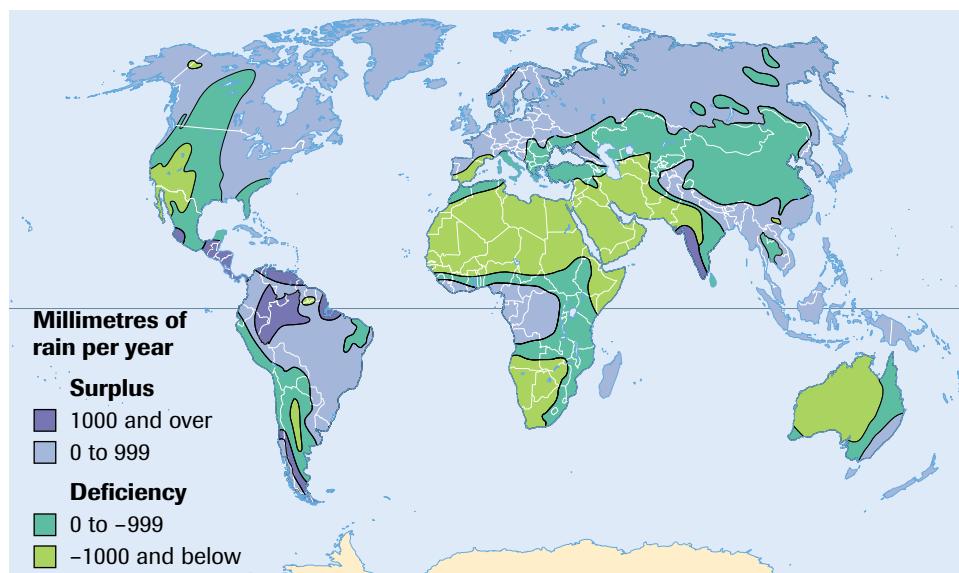 Millimetres of
rain per year
Surplus
1000 and over
0 to 999
Deficiency
0 to –999
–1000 and below